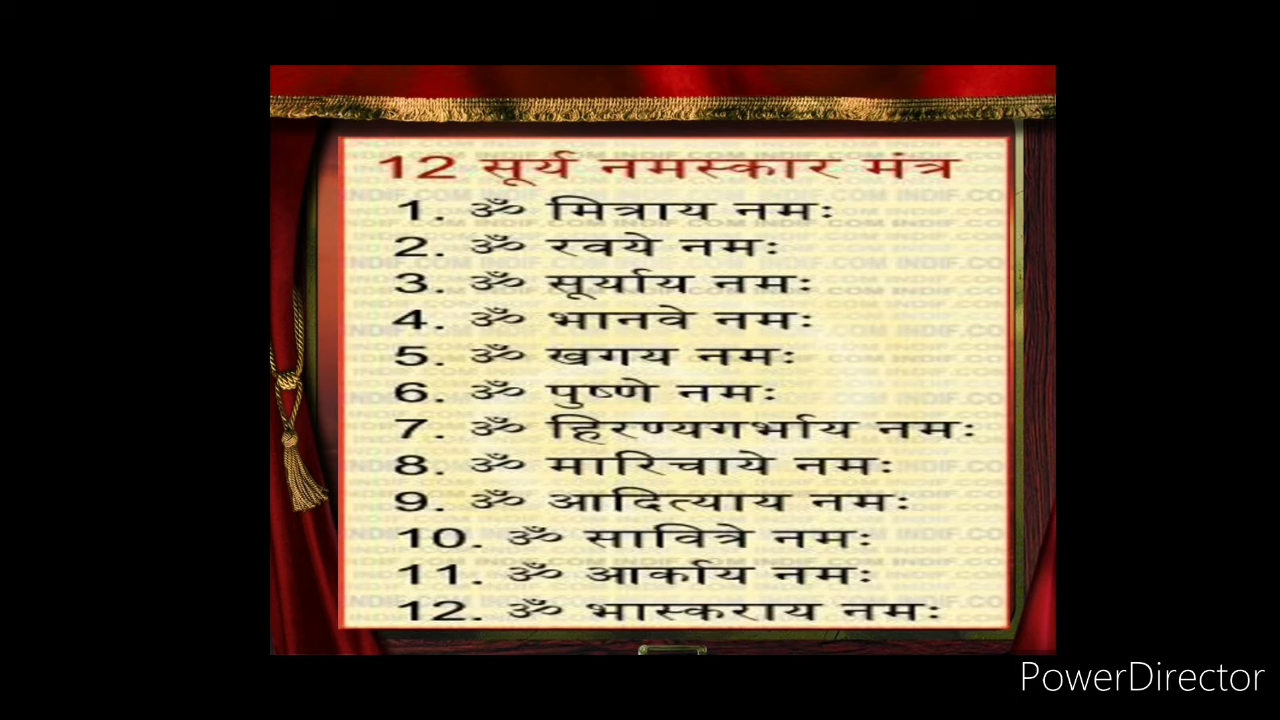 12 सूर्य नमस्कार मंत्र
1. ॐ मित्राय नमः
2. ॐ रवये नमः
3. ॐ सूर्याय नमः
4. ॐ भानवे नमः
5. ॐ खगय नमः
6. ॐ पुष्णे नमः
7. ॐ हिरण्यगर्भाय नमः
8. ॐ मारिचाये नमः
9. ॐ आदित्याय नमः
10. ॐ सावित्रे नमः
11. ॐ आर्काय नमः
12. ॐ भास्कराय नमः
PowerDirector